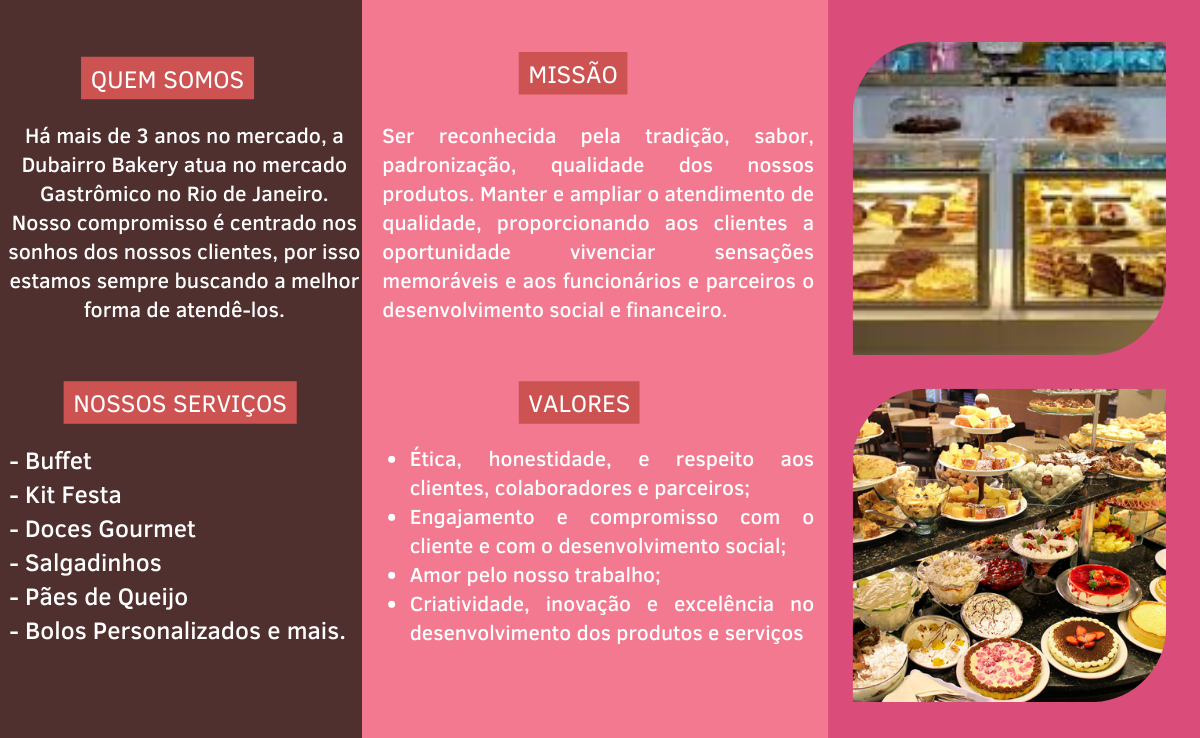 QUEM SOMOS
Há mais de 3 anos no mercado, a
Dubairro Bakery atua no mercado
Gastrômico no Rio de Janeiro.
Nosso compromisso é centrado nos
sonhos dos nossos clientes, por isso
estamos sempre buscando a melhor
forma de atendê-los.
NOSSOS SERVIÇOS
- Buffet
- Kit Festa
- Doces Gourmet
- Salgadinhos
- Pães de Queijo
- Bolos Personalizados e mais.
MISSÃO
Ser reconhecida pela tradição, sabor,
padronização, qualidade dos nossos
produtos. Manter e ampliar o atendimento de
qualidade, proporcionando aos clientes a
oportunidade vivenciar sensações
memoráveis e aos funcionários e parceiros o
desenvolvimento social e financeiro.
VALORES
• Ética, honestidade, e respeito aos
clientes, colaboradores e parceiros;
• Engajamento e compromisso com o
cliente e com o desenvolvimento social;
• Amor pelo nosso trabalho;
• Criatividade, inovação e excelência no
desenvolvimento dos produtos e serviços